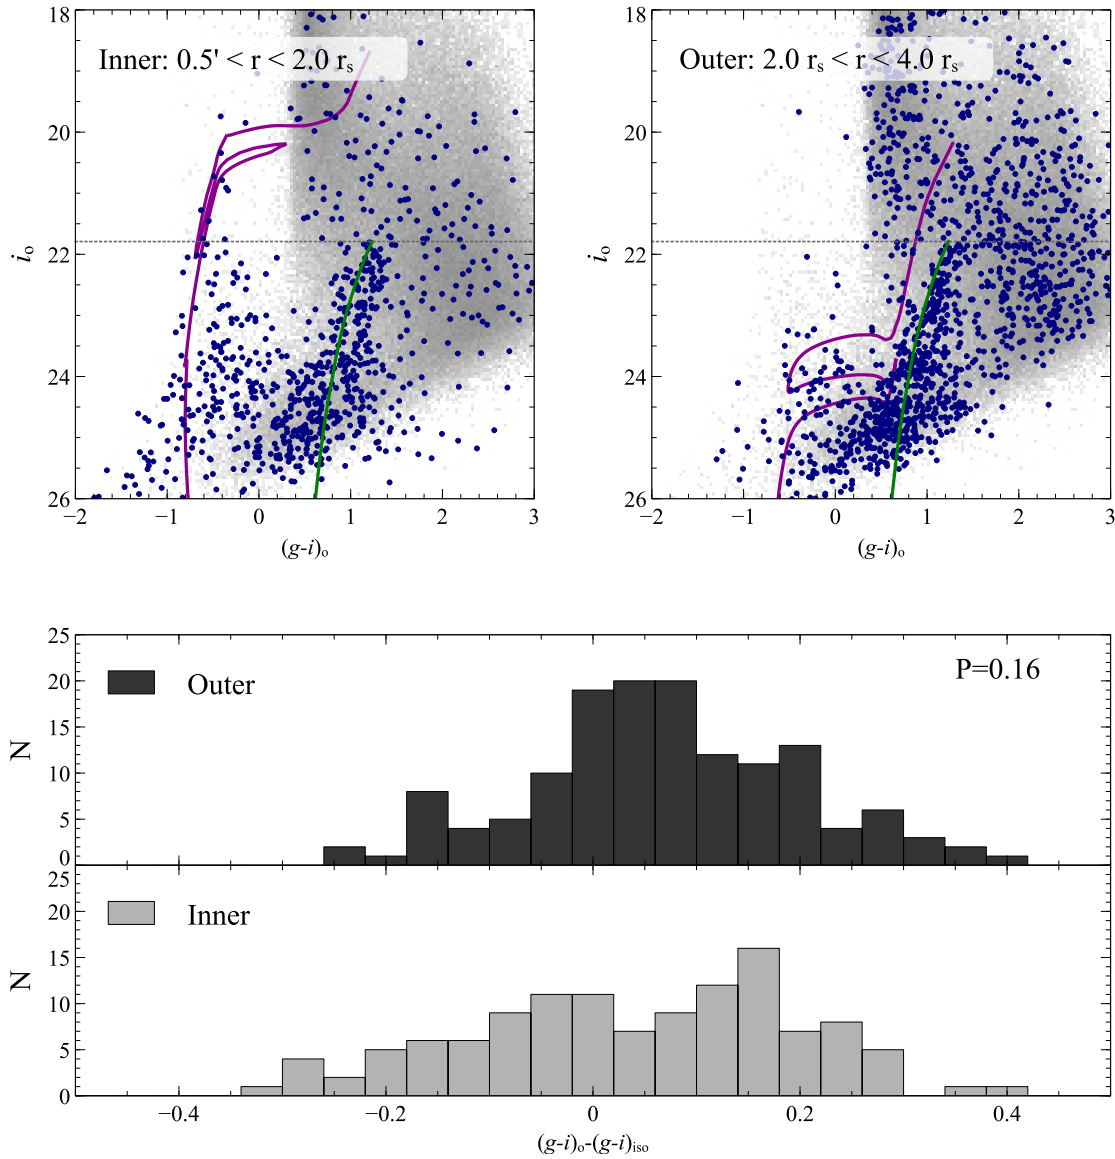 Inner: 0.5' < r < 2.0 rₛ
18
20
22
24
26
iₒ
−2 −1 0 1 2 3
(g-i)ₒ
Outer: 2.0 rₛ < r < 4.0 rₛ
18
20
22
24
26
iₒ
−2 −1 0 1 2 3
(g-i)ₒ
25
20
15
10
5
0
N
Outer
P=0.16
25
20
15
10
5
0
N
Inner
−0.4 −0.2 0 0.2 0.4
(g-i)ₒ-(g-i)iso